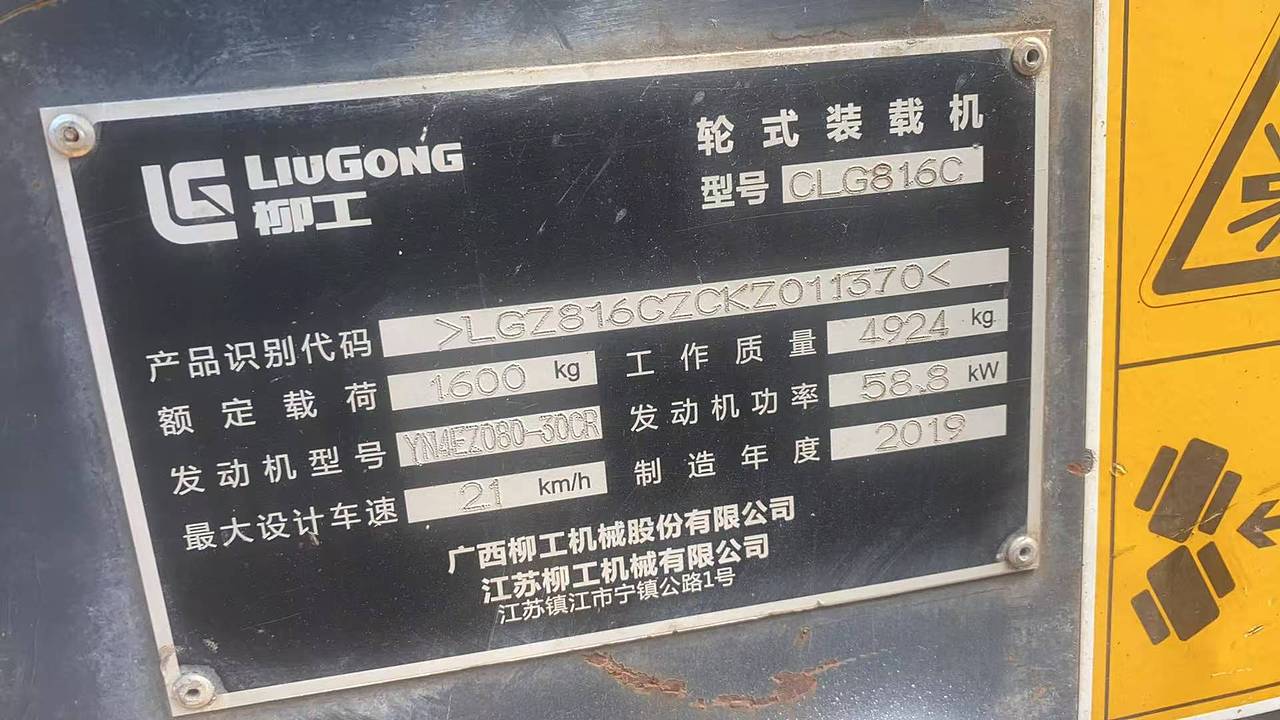 LIUGONG
柳工
轮式装载机
型号 CLG816C
产品识别代码 >LGZ816CZCKZ011370<
额定载荷 1600 kg 工作质量 4924 kg
发动机型号 YN4EZ080-30CR 发动机功率 58.8 kW
最大设计车速 21 km/h 制造年度 2019
广西柳工机械股份有限公司
江苏柳工机械有限公司
江苏镇江市宁镇公路1号